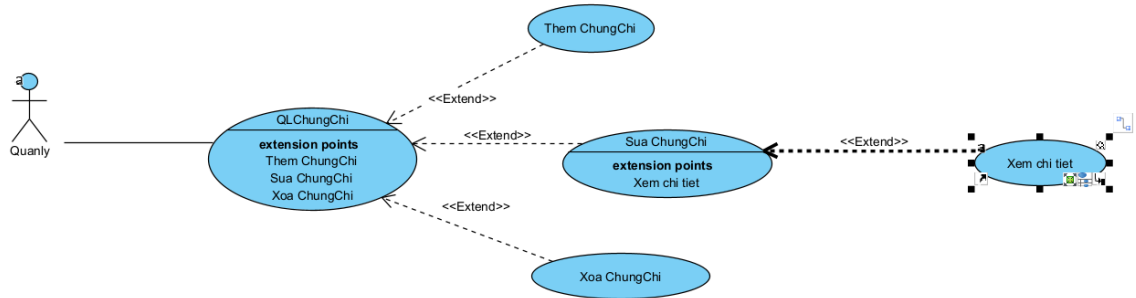 Them ChungChi
<<Extend>>
a
Quanly
QLChungChi
extension points
Them ChungChi
Sua ChungChi
Xoa ChungChi
<<Extend>>
Sua ChungChi
extension points
Xem chi tiet
<<Extend>>
a
Xem chi tiet
<<Extend>>
Xoa ChungChi